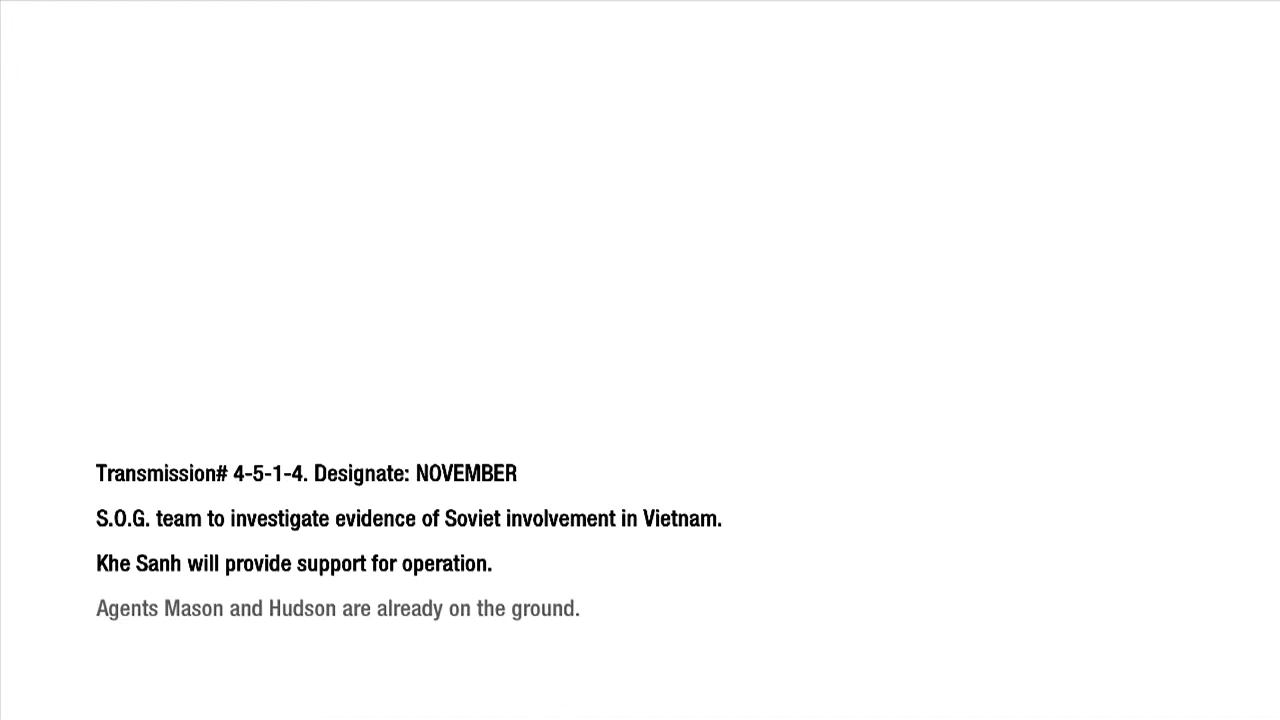 Transmission# 4-5-1-4. Designate: NOVEMBER
S.O.G. team to investigate evidence of Soviet involvement in Vietnam.
Khe Sanh will provide support for operation.
Agents Mason and Hudson are already on the ground.